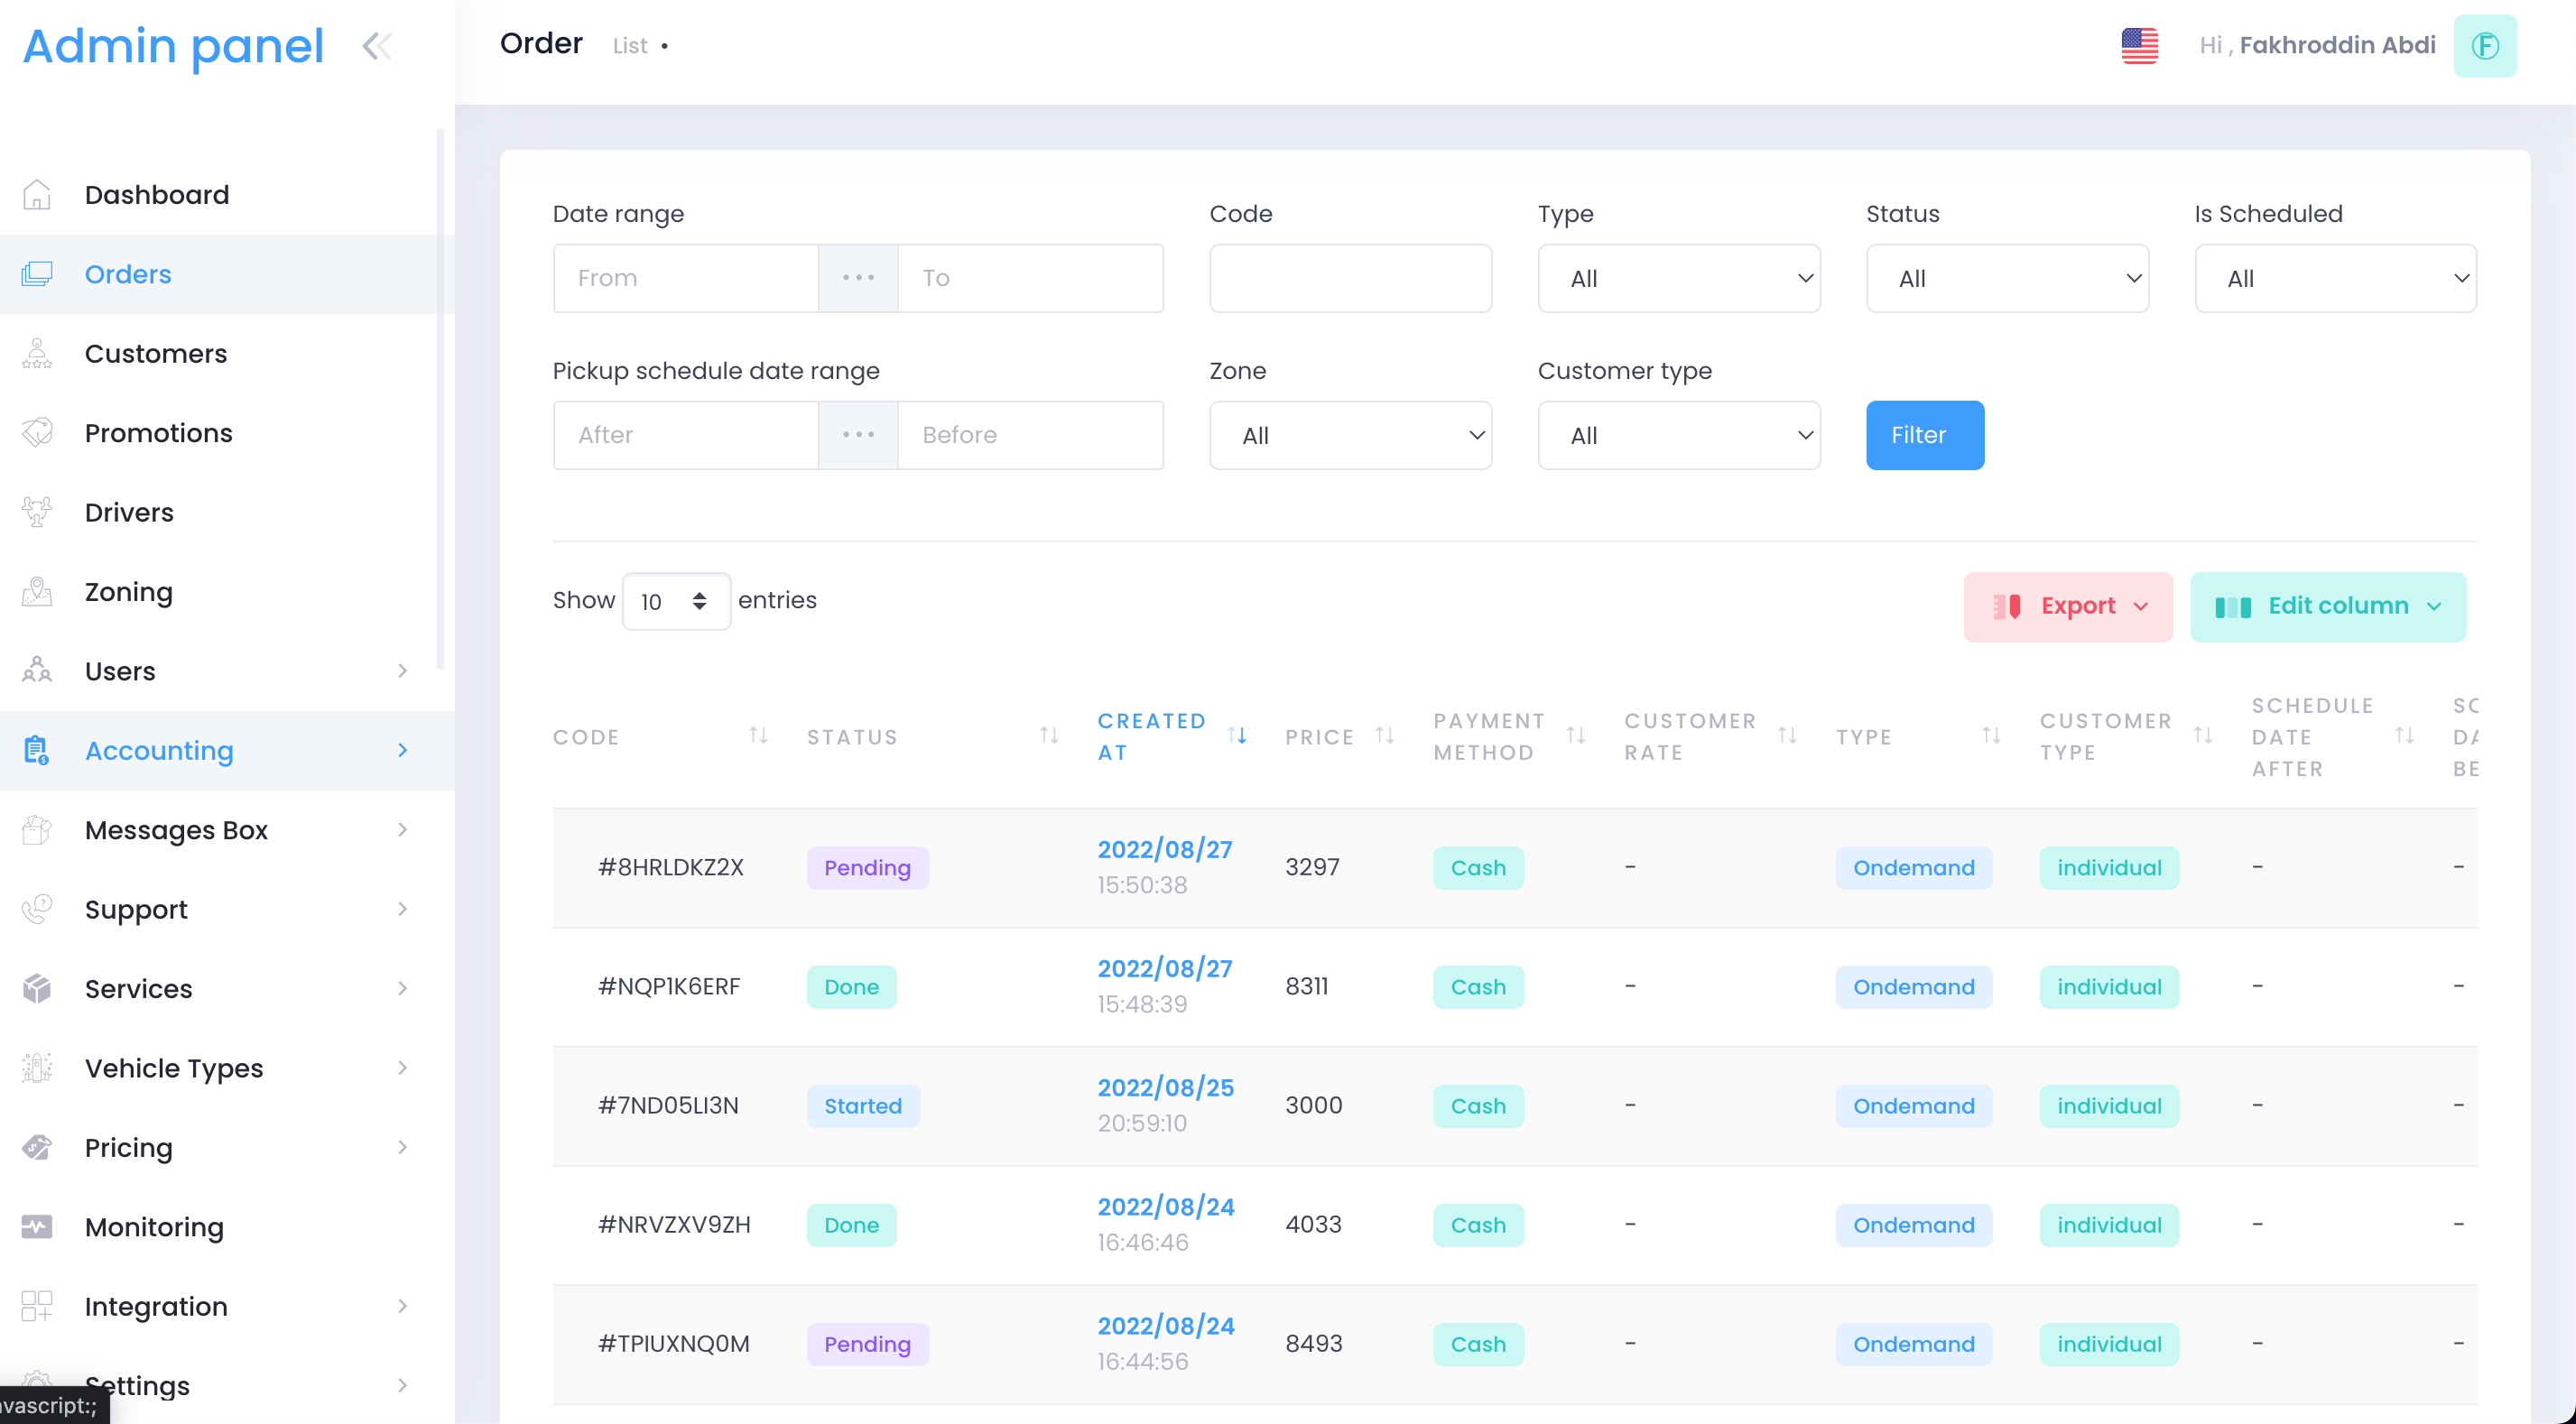 Admin panel
Order List •
Hi , Fakhroddin Abdi
F
Dashboard
Orders
Customers
Promotions
Drivers
Zoning
Users
Accounting
Messages Box
Support
Services
Vehicle Types
Pricing
Monitoring
Integration
Settings
avascript:;
Date range
From ... To
Code
Type
All
Status
All
Is Scheduled
All
Pickup schedule date range
After ... Before
Zone
All
Customer type
All
Filter
Show 10 entries
Export
Edit column
CODE STATUS CREATED AT PRICE PAYMENT METHOD CUSTOMER RATE TYPE CUSTOMER TYPE SCHEDULE DATE AFTER
#8HRLDKZ2X Pending 2022/08/27 15:50:38 3297 Cash - Ondemand individual - -
#NQP1K6ERF Done 2022/08/27 15:48:39 8311 Cash - Ondemand individual - -
#7ND05LI3N Started 2022/08/25 20:59:10 3000 Cash - Ondemand individual - -
#NRVZXV9ZH Done 2022/08/24 16:46:46 4033 Cash - Ondemand individual - -
#TPIUXNQ0M Pending 2022/08/24 16:44:56 8493 Cash - Ondemand individual - -